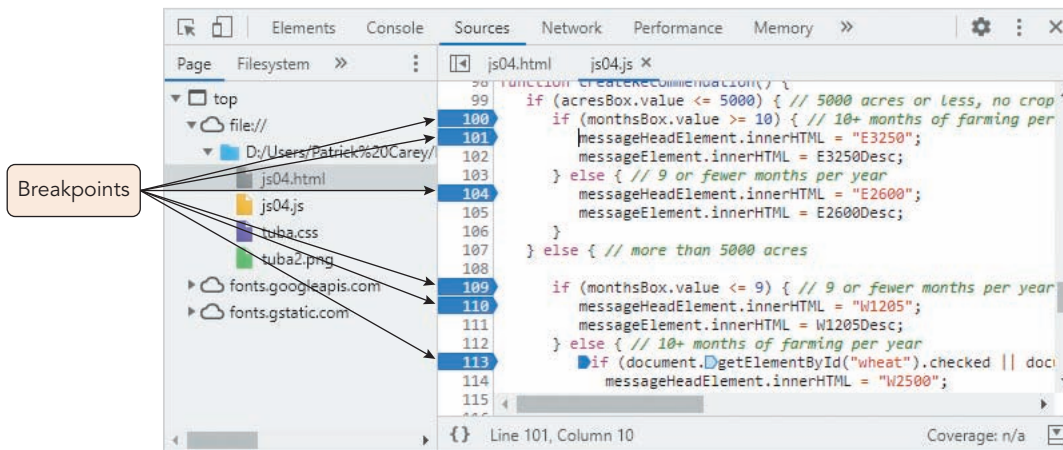 Elements Console Sources Network Performance Memory »
Page Filesystem »
js04.html js04.js ×
top
file://
D:/Users/Patrick%20Carey/
js04.html
js04.js
tuba.css
tuba2.png
fonts.googleapis.com
fonts.gstatic.com
Breakpoints
98 function createRecommendation() {
99 if (acresBox.value <= 5000) { // 5000 acres or less, no crop
100 if (monthsBox.value >= 10) { // 10+ months of farming per
101 messageHeadElement.innerHTML = "E3250";
102 messageElement.innerHTML = E3250Desc;
103 } else { // 9 or fewer months per year
104 messageHeadElement.innerHTML = "E2600";
105 messageElement.innerHTML = E2600Desc;
106 }
107 } else { // more than 5000 acres
108
109 if (monthsBox.value <= 9) { // 9 or fewer months per year
110 messageHeadElement.innerHTML = "W1205";
111 messageElement.innerHTML = W1205Desc;
112 } else { // 10+ months of farming per year
113 if (document.getElementById("wheat").checked || docu
114 messageHeadElement.innerHTML = "W2500";
115
{} Line 101, Column 10 Coverage: n/a